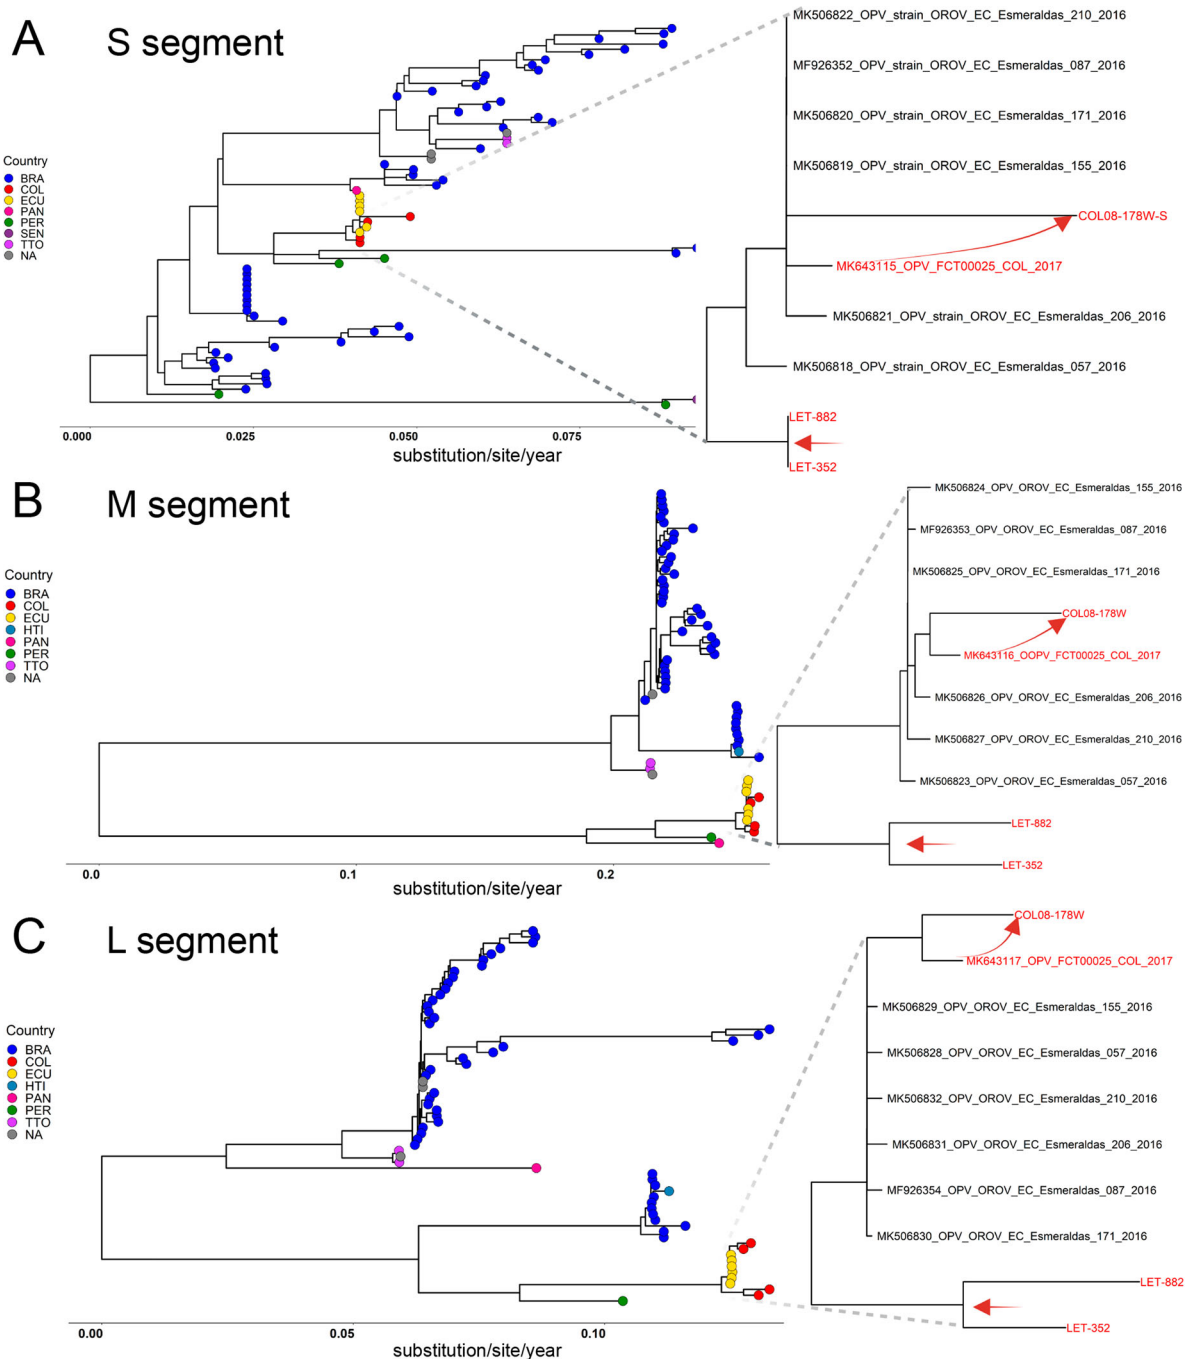 A
S segment
Country
BRA
COL
ECU
PAN
PER
SEN
TTO
NA
0.000
0.025
0.050
0.075
substitution/site/year
MK506822_OPV_strain_OROV_EC_Esmeraldas_210_2016
MF926352_OPV_strain_OROV_EC_Esmeraldas_087_2016
MK506820_OPV_strain_OROV_EC_Esmeraldas_171_2016
MK506819_OPV_strain_OROV_EC_Esmeraldas_155_2016
COL08-178W-S
MK643115_OPV_FCT00025_COL_2017
MK506821_OPV_strain_OROV_EC_Esmeraldas_206_2016
MK506818_OPV_strain_OROV_EC_Esmeraldas_057_2016
LET-882
LET-352
B
M segment
Country
BRA
COL
ECU
HTI
PAN
PER
TTO
NA
0.0
0.1
0.2
substitution/site/year
MK506824_OPV_OROV_EC_Esmeraldas_155_2016
MF926353_OPV_OROV_EC_Esmeraldas_087_2016
MK506825_OPV_OROV_EC_Esmeraldas_171_2016
COL08-178W
MK643116_OOPV_FCT00025_COL_2017
MK506826_OPV_OROV_EC_Esmeraldas_206_2016
MK506827_OPV_OROV_EC_Esmeraldas_210_2016
MK506823_OPV_OROV_EC_Esmeraldas_057_2016
LET-882
LET-352
C
L segment
Country
BRA
COL
ECU
HTI
PAN
PER
TTO
NA
0.00
0.05
0.10
substitution/site/year
COL08-178W
MK643117_OPV_FCT00025_COL_2017
MK506829_OPV_OROV_EC_Esmeraldas_155_2016
MK506828_OPV_OROV_EC_Esmeraldas_057_2016
MK506832_OPV_OROV_EC_Esmeraldas_210_2016
MK506831_OPV_OROV_EC_Esmeraldas_206_2016
MF926354_OPV_OROV_EC_Esmeraldas_087_2016
MK506830_OPV_OROV_EC_Esmeraldas_171_2016
LET-882
LET-352